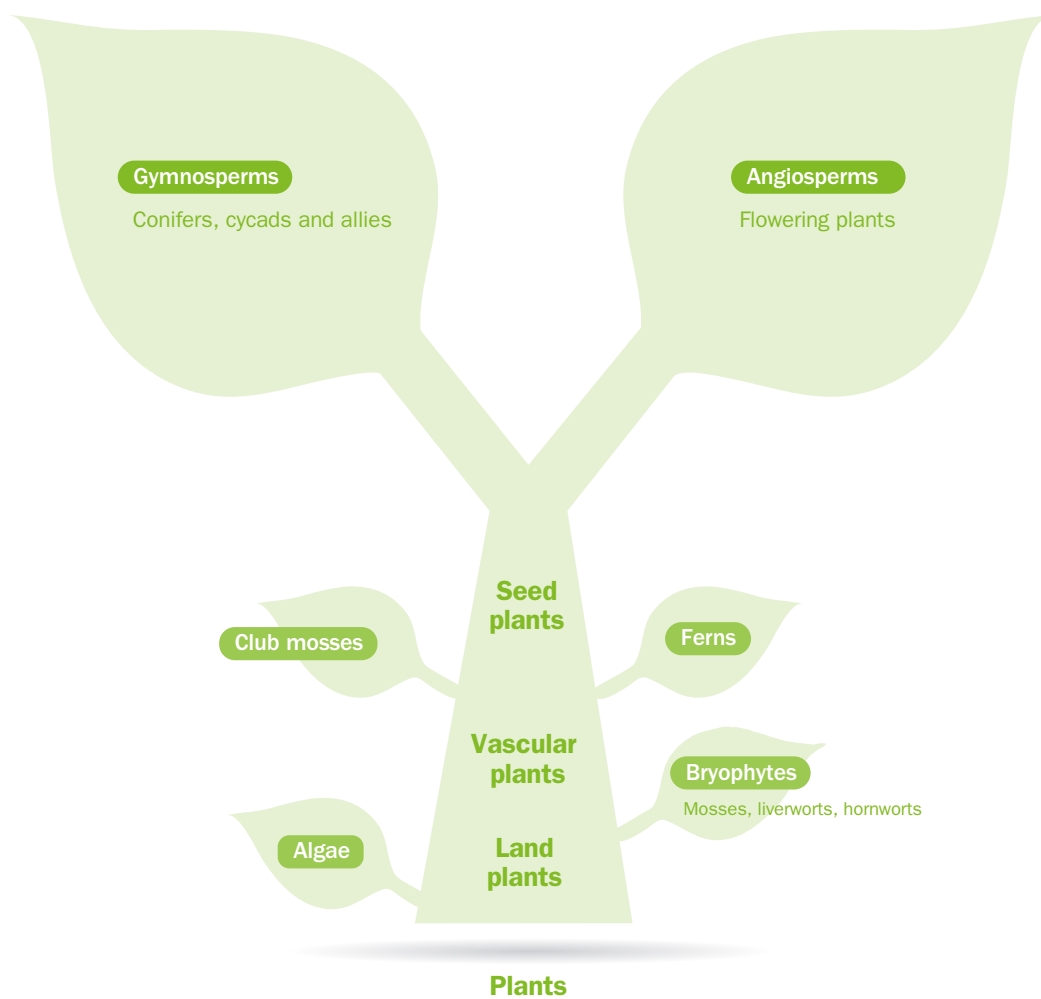 Gymnosperms
Conifers, cycads and allies
Angiosperms
Flowering plants
Seed
plants
Club mosses
Ferns
Vascular
plants
Bryophytes
Mosses, liverworts, hornworts
Algae
Land
plants
Plants